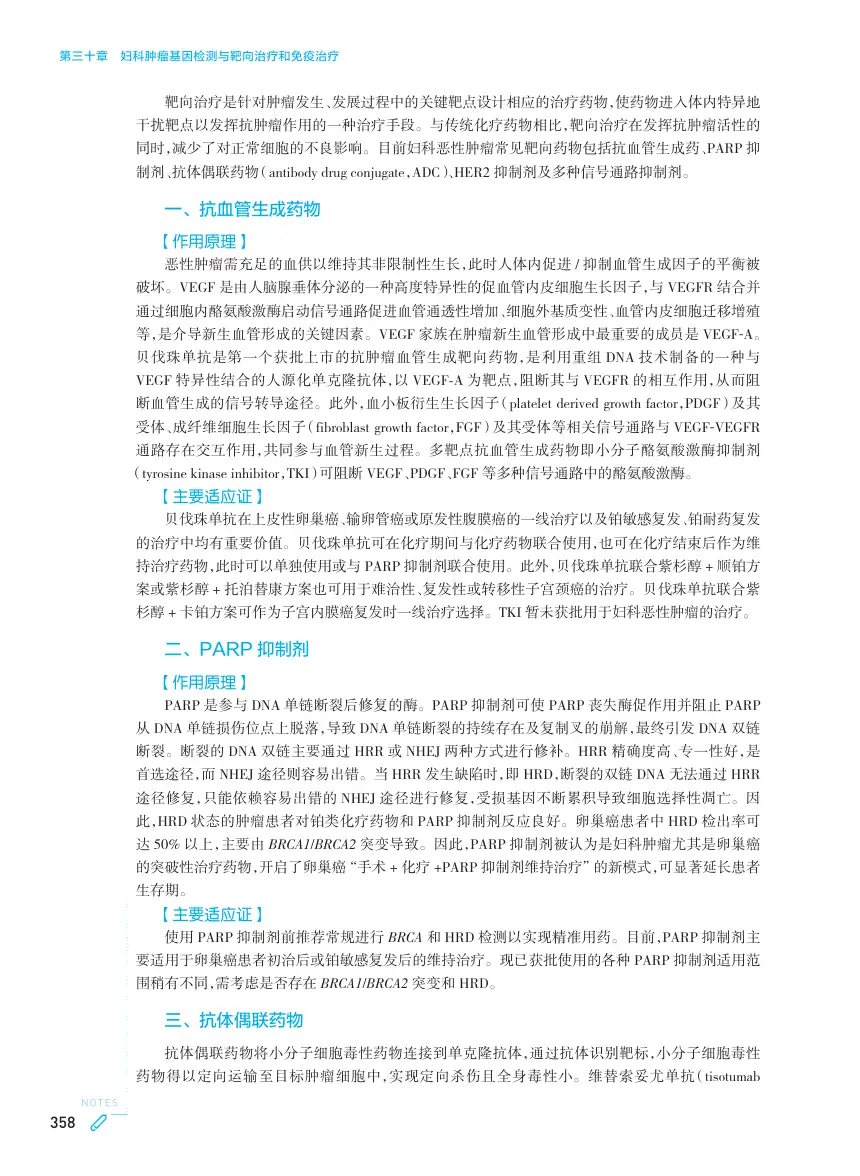 第三十章 妇科肿瘤基因检测与靶向治疗和免疫治疗
靶向治疗是针对肿瘤发生、发展过程中的关键靶点设计相应的治疗药物,使药物进入体内特异地
干扰靶点以发挥抗肿瘤作用的一种治疗手段。与传统化疗药物相比,靶向治疗在发挥抗肿瘤活性的
同时,减少了对正常细胞的不良影响。目前妇科恶性肿瘤常见靶向药物包括抗血管生成药、PARP 抑
制剂、抗体偶联药物(antibody drug conjugate,ADC)、HER2 抑制剂及多种信号通路抑制剂。
一、抗血管生成药物
【作用原理】
恶性肿瘤需充足的血供以维持其非限制性生长,此时人体内促进 / 抑制血管生成因子的平衡被
破坏。VEGF 是由人脑腺垂体分泌的一种高度特异性的促血管内皮细胞生长因子,与 VEGFR 结合并
通过细胞内酪氨酸激酶启动信号通路促进血管通透性增加、细胞外基质变性、血管内皮细胞迁移增殖
等,是介导新生血管形成的关键因素。VEGF 家族在肿瘤新生血管形成中最重要的成员是 VEGF-A。
贝伐珠单抗是第一个获批上市的抗肿瘤血管生成靶向药物,是利用重组 DNA 技术制备的一种与
VEGF 特异性结合的人源化单克隆抗体,以 VEGF-A 为靶点,阻断其与 VEGFR 的相互作用,从而阻
断血管生成的信号转导途径。此外,血小板衍生生长因子(platelet derived growth factor,PDGF)及其
受体、成纤维细胞生长因子(fibroblast growth factor,FGF)及其受体等相关信号通路与 VEGF-VEGFR
通路存在交互作用,共同参与血管新生过程。多靶点抗血管生成药物即小分子酪氨酸激酶抑制剂
(tyrosine kinase inhibitor,TKI)可阻断 VEGF、PDGF、FGF 等多种信号通路中的酪氨酸激酶。
【主要适应证】
贝伐珠单抗在上皮性卵巢癌、输卵管癌或原发性腹膜癌的一线治疗以及铂敏感复发、铂耐药复发
的治疗中均有重要价值。贝伐珠单抗可在化疗期间与化疗药物联合使用,也可在化疗结束后作为维
持治疗药物,此时可以单独使用或与 PARP 抑制剂联合使用。此外,贝伐珠单抗联合紫杉醇 + 顺铂方
案或紫杉醇 + 托泊替康方案也可用于难治性、复发性或转移性子宫颈癌的治疗。贝伐珠单抗联合紫
杉醇 + 卡铂方案可作为子宫内膜癌复发时一线治疗选择。TKI 暂未获批用于妇科恶性肿瘤的治疗。
二、PARP 抑制剂
【作用原理】
PARP 是参与 DNA 单链断裂后修复的酶。PARP 抑制剂可使 PARP 丧失酶促作用并阻止 PARP
从 DNA 单链损伤位点上脱落,导致 DNA 单链断裂的持续存在及复制叉的崩解,最终引发 DNA 双链
断裂。断裂的 DNA 双链主要通过 HRR 或 NHEJ 两种方式进行修补。HRR 精确度高、专一性好,是
首选途径,而 NHEJ 途径则容易出错。当 HRR 发生缺陷时,即 HRD,断裂的双链 DNA 无法通过 HRR
途径修复,只能依赖容易出错的 NHEJ 途径进行修复,受损基因不断累积导致细胞选择性凋亡。因
此,HRD 状态的肿瘤患者对铂类化疗药物和 PARP 抑制剂反应良好。卵巢癌患者中 HRD 检出率可
达 50% 以上,主要由 BRCA1/BRCA2 突变导致。因此,PARP 抑制剂被认为是妇科肿瘤尤其是卵巢癌
的突破性治疗药物,开启了卵巢癌 “手术 + 化疗 +PARP 抑制剂维持治疗” 的新模式,可显著延长患者
生存期。
【主要适应证】
使用 PARP 抑制剂前推荐常规进行 BRCA 和 HRD 检测以实现精准用药。目前,PARP 抑制剂主
要适用于卵巢癌患者初治后或铂敏感复发后的维持治疗。现已获批使用的各种 PARP 抑制剂适用范
围稍有不同,需考虑是否存在 BRCA1/BRCA2 突变和 HRD。
三、抗体偶联药物
抗体偶联药物将小分子细胞毒性药物连接到单克隆抗体,通过抗体识别靶标,小分子细胞毒性
药物得以定向运输至目标肿瘤细胞中,实现定向杀伤且全身毒性小。维替索妥尤单抗(tisotumab
NOTES
358